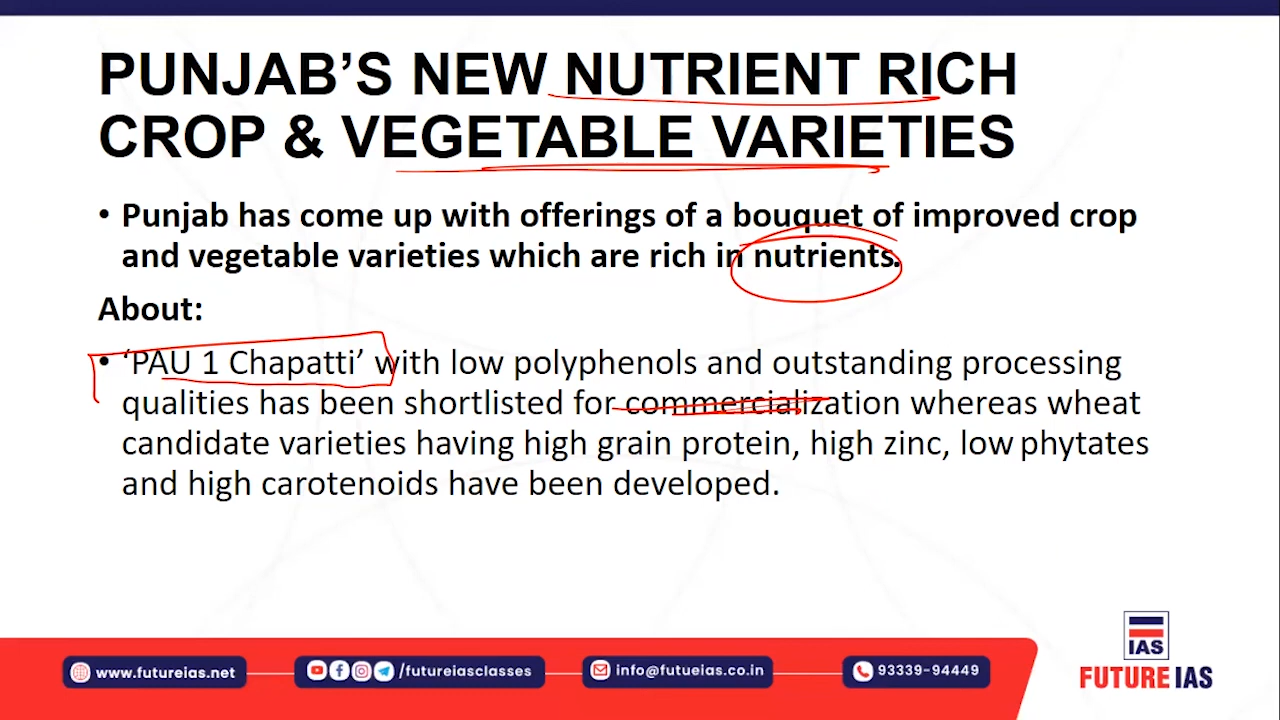 PUNJAB’S NEW NUTRIENT RICH
CROP & VEGETABLE VARIETIES
• Punjab has come up with offerings of a bouquet of improved crop
and vegetable varieties which are rich in nutrients.
About:
• ‘PAU 1 Chapatti’ with low polyphenols and outstanding processing
qualities has been shortlisted for commercialization whereas wheat
candidate varieties having high grain protein, high zinc, low phytates
and high carotenoids have been developed.
IAS
FUTURE IAS
www.futureias.net
/futureiasclasses
info@futueias.co.in
93339-94449